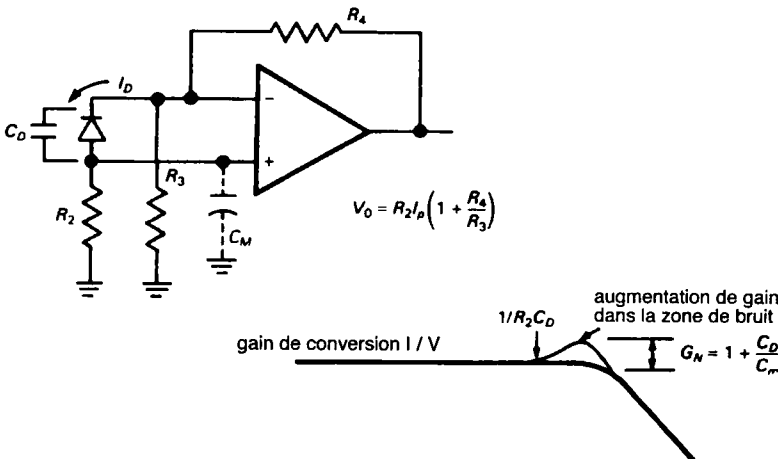 R4
ID
CD
−
+
R2
R3
CM
V0 = R2Ip(1 + R4/R3)
augmentation de gain
dans la zone de bruit
1/R2CD
gain de conversion I / V
GN = 1 + CD/Cm